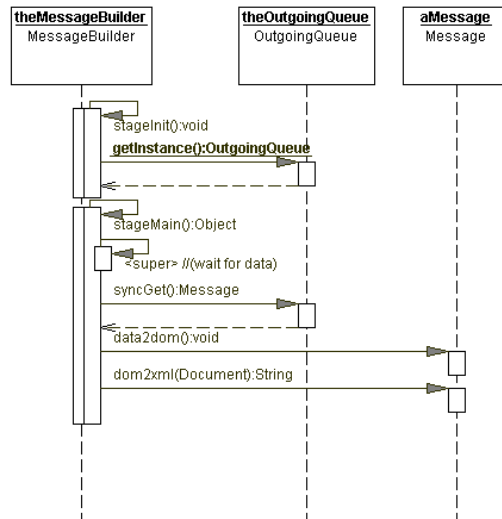 theMessageBuilder
MessageBuilder
theOutgoingQueue
OutgoingQueue
aMessage
Message
stageInit():void
getInstance():OutgoingQueue
stageMain():Object
<super> //(wait for data)
syncGet():Message
data2dom():void
dom2xml(Document):String